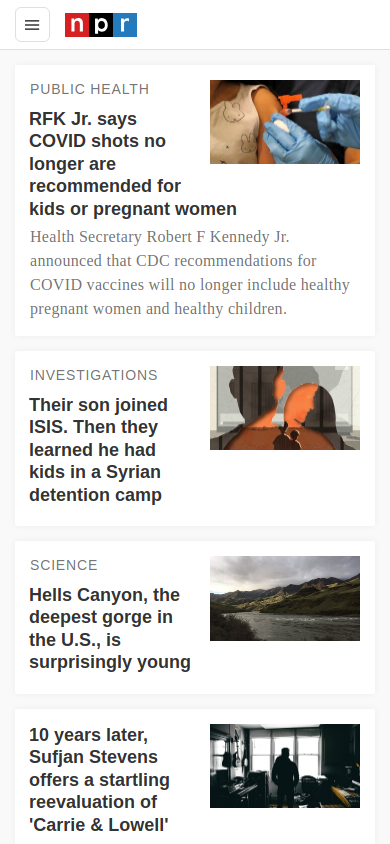 npr
PUBLIC HEALTH
RFK Jr. says
COVID shots no
longer are
recommended for
kids or pregnant women
Health Secretary Robert F Kennedy Jr.
announced that CDC recommendations for
COVID vaccines will no longer include healthy
pregnant women and healthy children.
INVESTIGATIONS
Their son joined
ISIS. Then they
learned he had
kids in a Syrian
detention camp
SCIENCE
Hells Canyon, the
deepest gorge in
the U.S., is
surprisingly young
10 years later,
Sufjan Stevens
offers a startling
reevaluation of
'Carrie & Lowell'